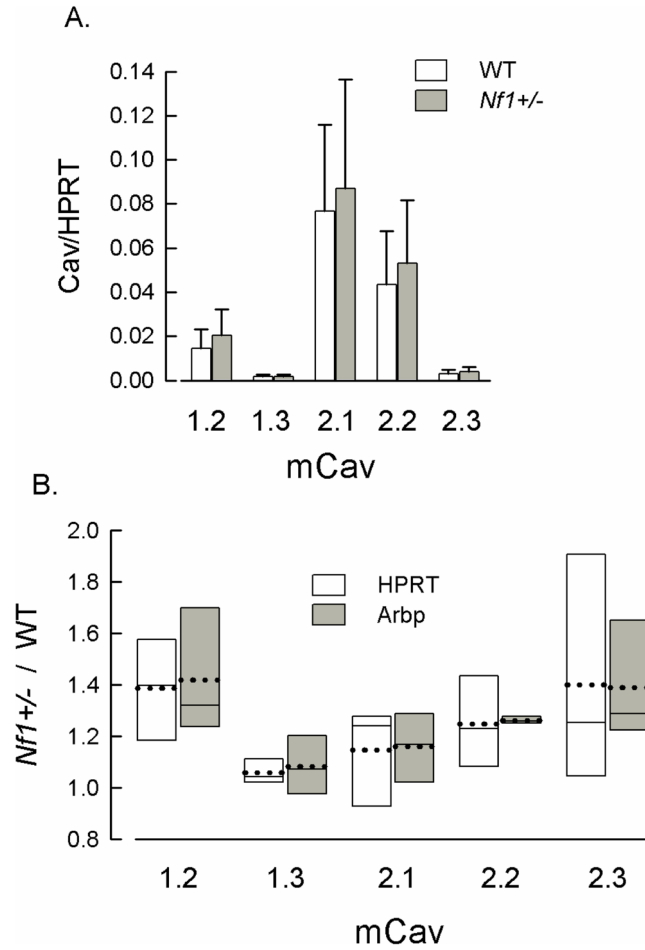 A.
Cav/HPRT
0.14
0.12
0.10
0.08
0.06
0.04
0.02
0.00
WT
Nf1+/-
1.2 1.3 2.1 2.2 2.3
mCav
B.
Nf1+/- / WT
2.0
1.8
1.6
1.4
1.2
1.0
0.8
HPRT
Arbp
1.2 1.3 2.1 2.2 2.3
mCav